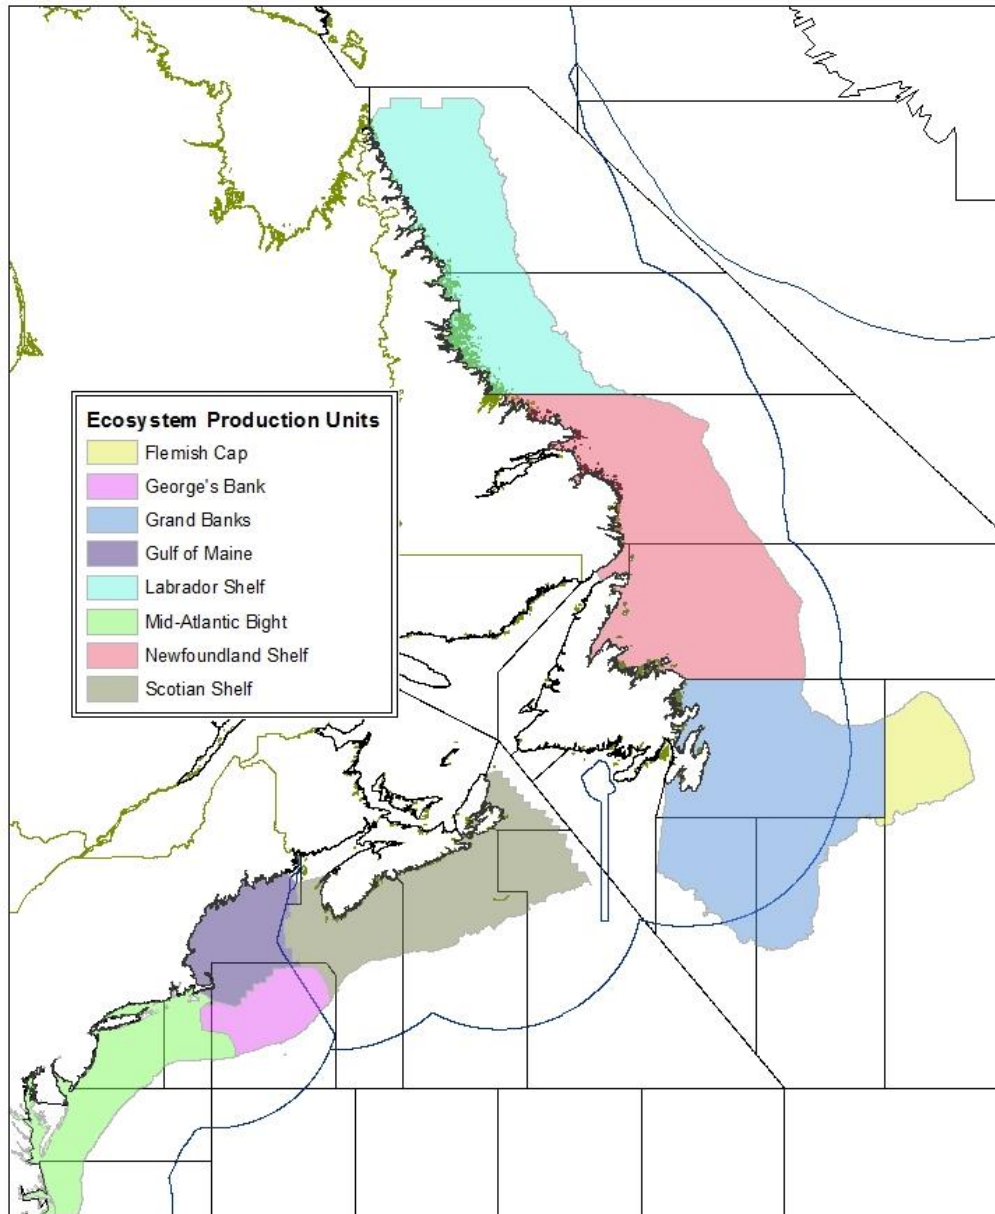 Ecosystem Production Units
Flemish Cap
George's Bank
Grand Banks
Gulf of Maine
Labrador Shelf
Mid-Atlantic Bight
Newfoundland Shelf
Scotian Shelf